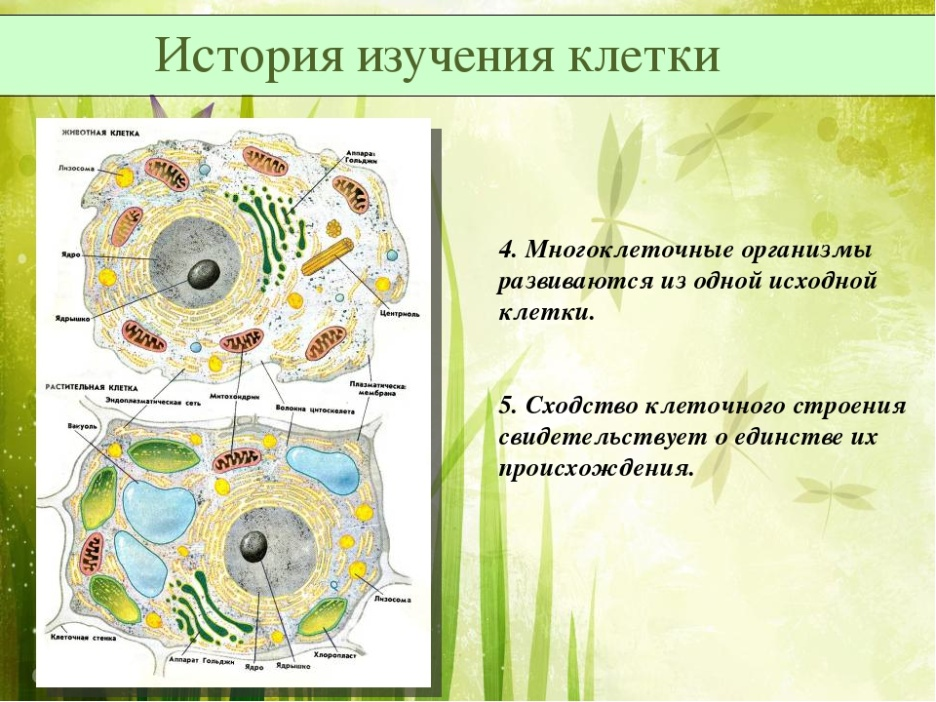 История изучения клетки
ЖИВОТНАЯ КЛЕТКА
Аппарат
Гольджи
Лизосома
Ядро
Ядрышко
Центриоль
РАСТИТЕЛЬНАЯ КЛЕТКА
Эндоплазматическая сеть
Митохондрии
Волокна цитоскелета
Плазматическа
мембрана
Вакуоль
Лизосома
Клеточная стенка
Аппарат Гольджи
Ядро
Ядрышко
Хлоропласт
4. Многоклеточные организмы
развиваются из одной исходной
клетки.
5. Сходство клеточного строения
свидетельствует о единстве их
происхождения.